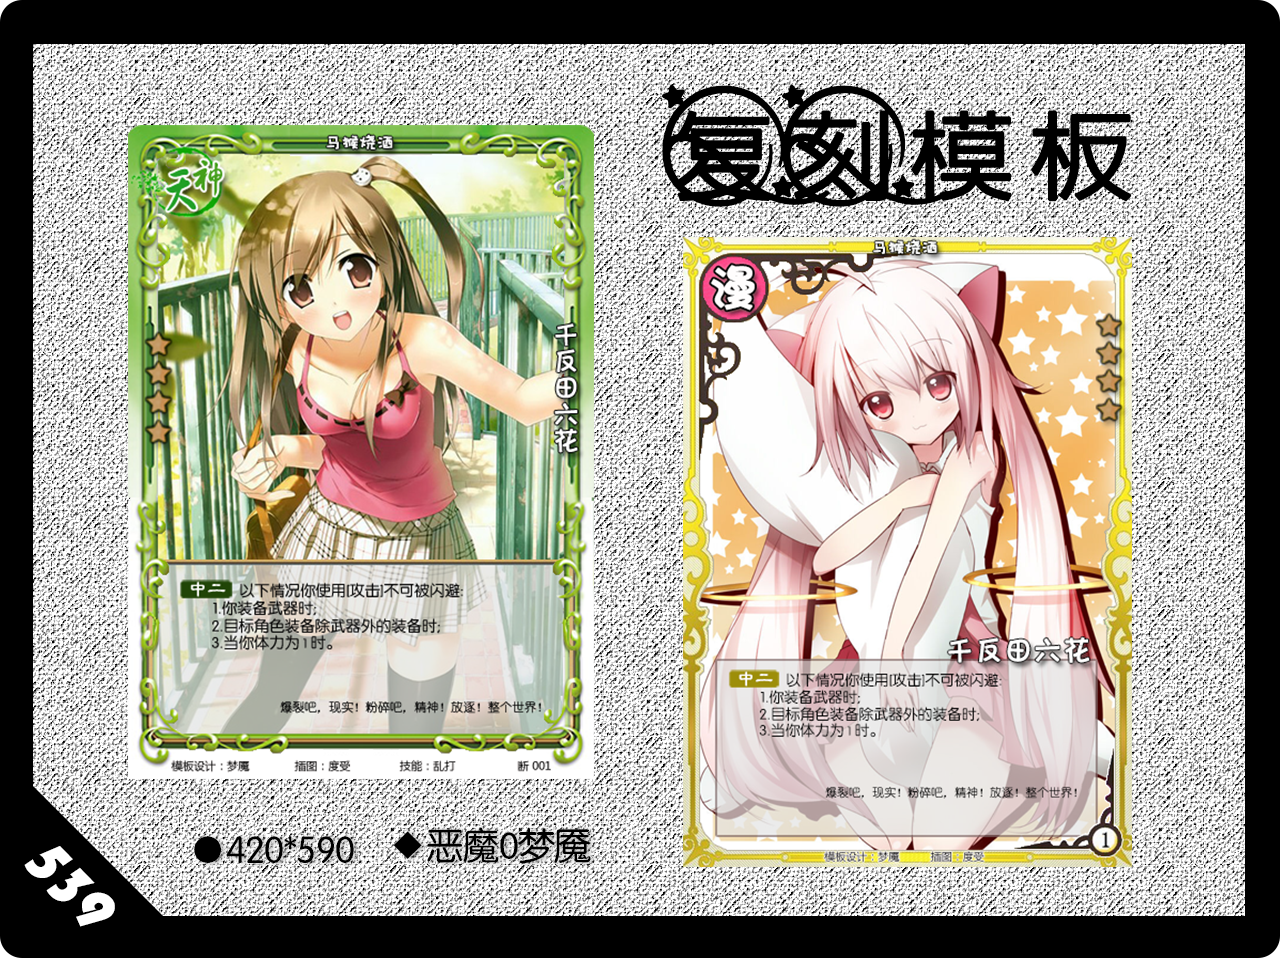 复刻模板
马猴烧酒
天神
千反田六花
中二 以下情况你使用[攻击]不可被闪避:
1.你装备武器时;
2.目标角色装备除武器外的装备时;
3.当你体力为1时。
爆裂吧，现实！粉碎吧，精神！放逐！整个世界！
模板设计：梦魇 插图：度受 技能：乱打 断 001
马猴烧酒
漫
千反田六花
中二 以下情况你使用[攻击]不可被闪避:
1.你装备武器时;
2.目标角色装备除武器外的装备时;
3.当你体力为1时。
爆裂吧，现实！粉碎吧，精神！放逐！整个世界！
1
模板设计：梦魇 插图：度受
●420*590 ◆恶魔0梦魇
539